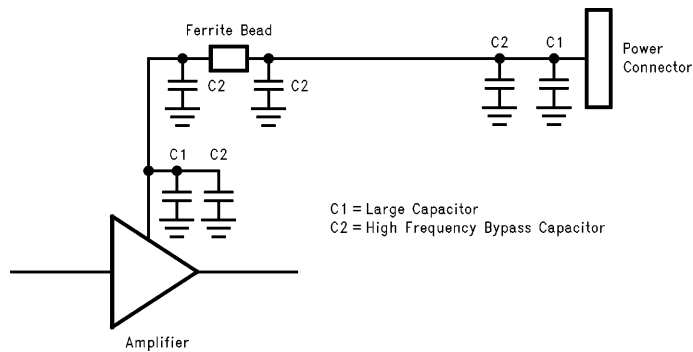 Ferrite Bead
C2
C1
Power
Connector
C2
C2
C1
C2
C1 = Large Capacitor
C2 = High Frequency Bypass Capacitor
Amplifier